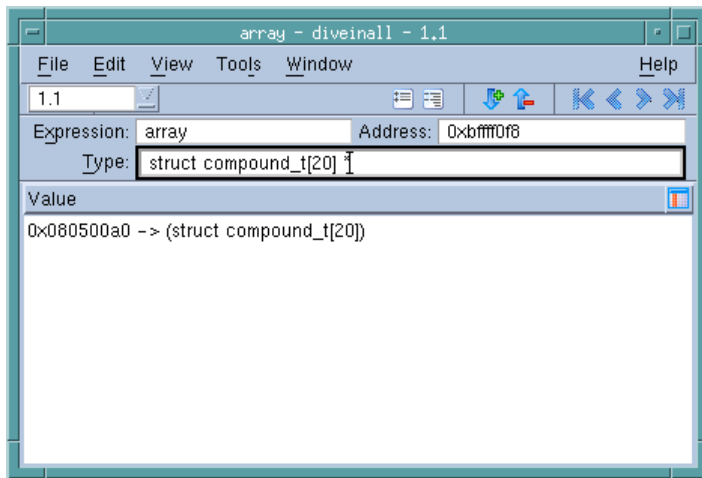 array - diveinall - 1.1
File Edit View Tools Window Help
1.1
Expression: array Address: 0xbffff0f8
Type: struct compound_t[20] *
Value
0x080500a0 -> (struct compound_t[20])